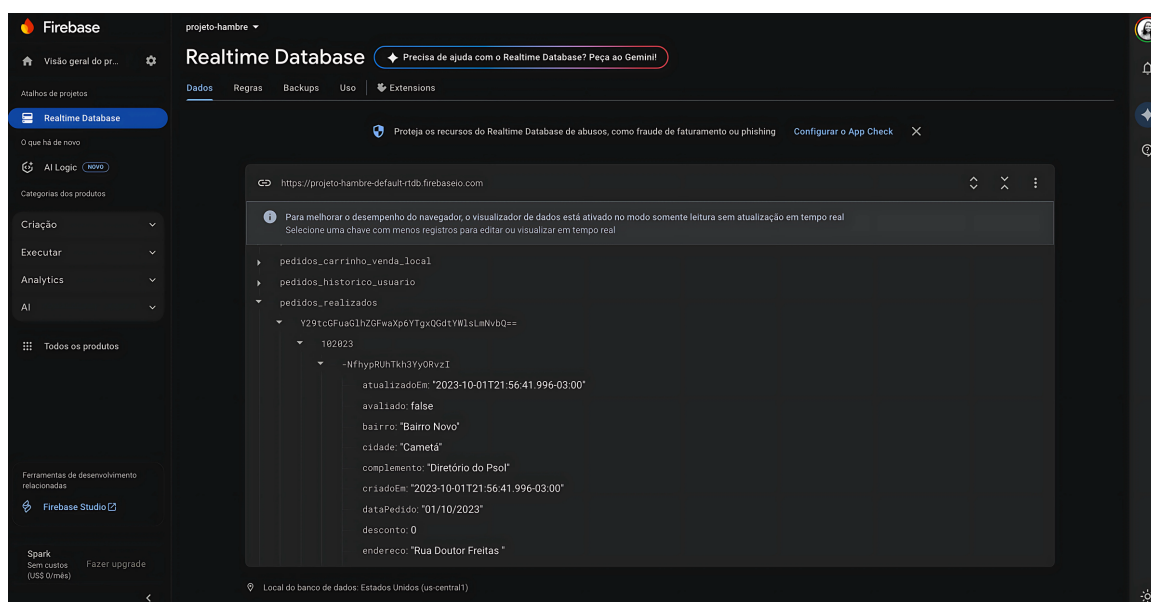 Firebase
projeto-hambre
Visão geral do pr...
Realtime Database
Precisa de ajuda com o Realtime Database? Peça ao Gemini!
Atalhos de projetos
Realtime Database
O que há de novo
AI Logic NOVO
Categorias dos produtos
Criação
Executar
Analytics
AI
Todos os produtos
Ferramentas de desenvolvimento
relacionadas
Firebase Studio
Spark
Sem custos
(US$ 0/mês)
Fazer upgrade
Dados Regras Backups Uso Extensions
Proteja os recursos do Realtime Database de abusos, como fraude de faturamento ou phishing Configurar o App Check
https://projeto-hambre-default-rtdb.firebaseio.com
Para melhorar o desempenho do navegador, o visualizador de dados está ativado no modo somente leitura sem atualização em tempo real
Selecione uma chave com menos registros para editar ou visualizar em tempo real
pedidos_carrinho_venda_local
pedidos_historico_usuario
pedidos_realizados
Y29tcGFuaGlhZGFwaXp6YTgxQGdtYWlsLmNvbQ==
102023
-NfhypRUhTkh3YyORvzI
atualizadoEm: "2023-10-01T21:56:41.996-03:00"
avaliado: false
bairro: "Bairro Novo"
cidade: "Cametá"
complemento: "Diretório do Psol"
criadoEm: "2023-10-01T21:56:41.996-03:00"
dataPedido: "01/10/2023"
desconto: 0
endereco: "Rua Doutor Freitas "
Local do banco de dados: Estados Unidos (us-central1)